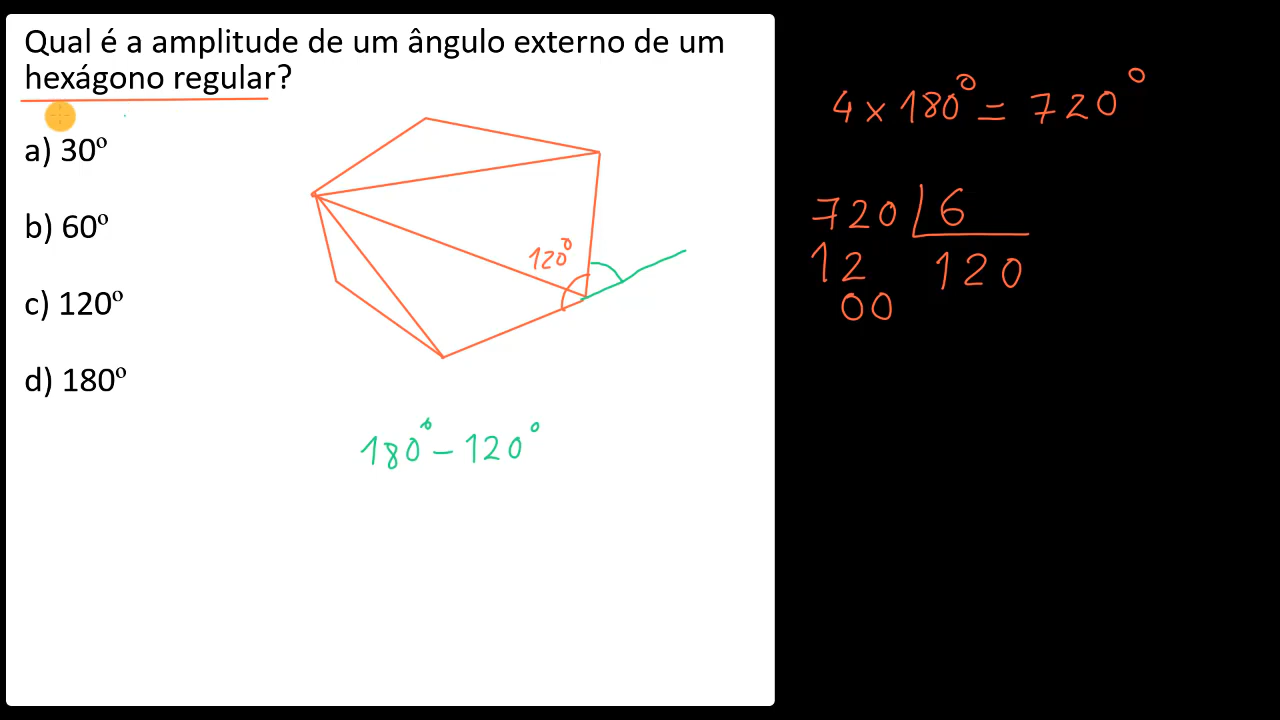 Qual é a amplitude de um ângulo externo de um
hexágono regular?
a) 30º
b) 60º
c) 120º
d) 180º
120°
180° - 120°
4 x 180° = 720°
720 | 6
12 120
00